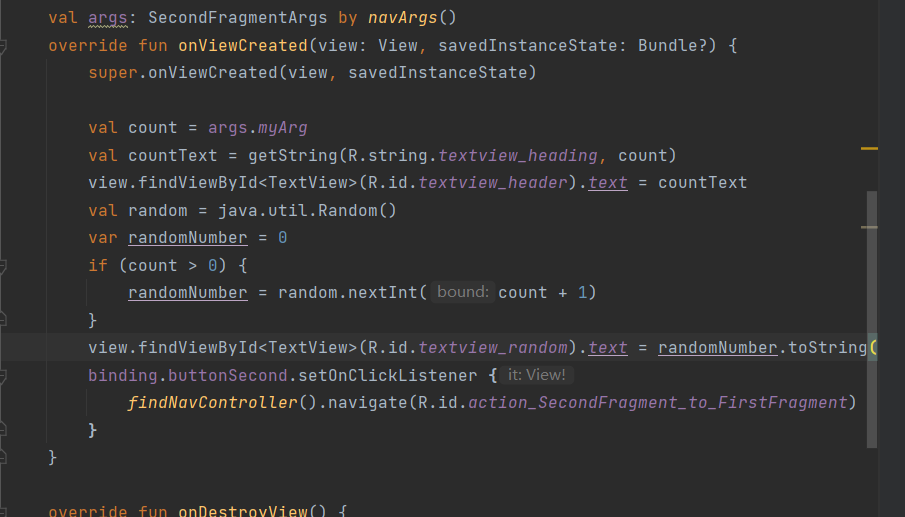 val args: SecondFragmentArgs by navArgs()
override fun onViewCreated(view: View, savedInstanceState: Bundle?) {
super.onViewCreated(view, savedInstanceState)
val count = args.myArg
val countText = getString(R.string.textview_heading, count)
view.findViewById<TextView>(R.id.textview_header).text = countText
val random = java.util.Random()
var randomNumber = 0
if (count > 0) {
randomNumber = random.nextInt( bound: count + 1)
}
view.findViewById<TextView>(R.id.textview_random).text = randomNumber.toString(
binding.buttonSecond.setOnClickListener { it: View!
findNavController().navigate(R.id.action_SecondFragment_to_FirstFragment)
}
}
override fun onDestroyView() {